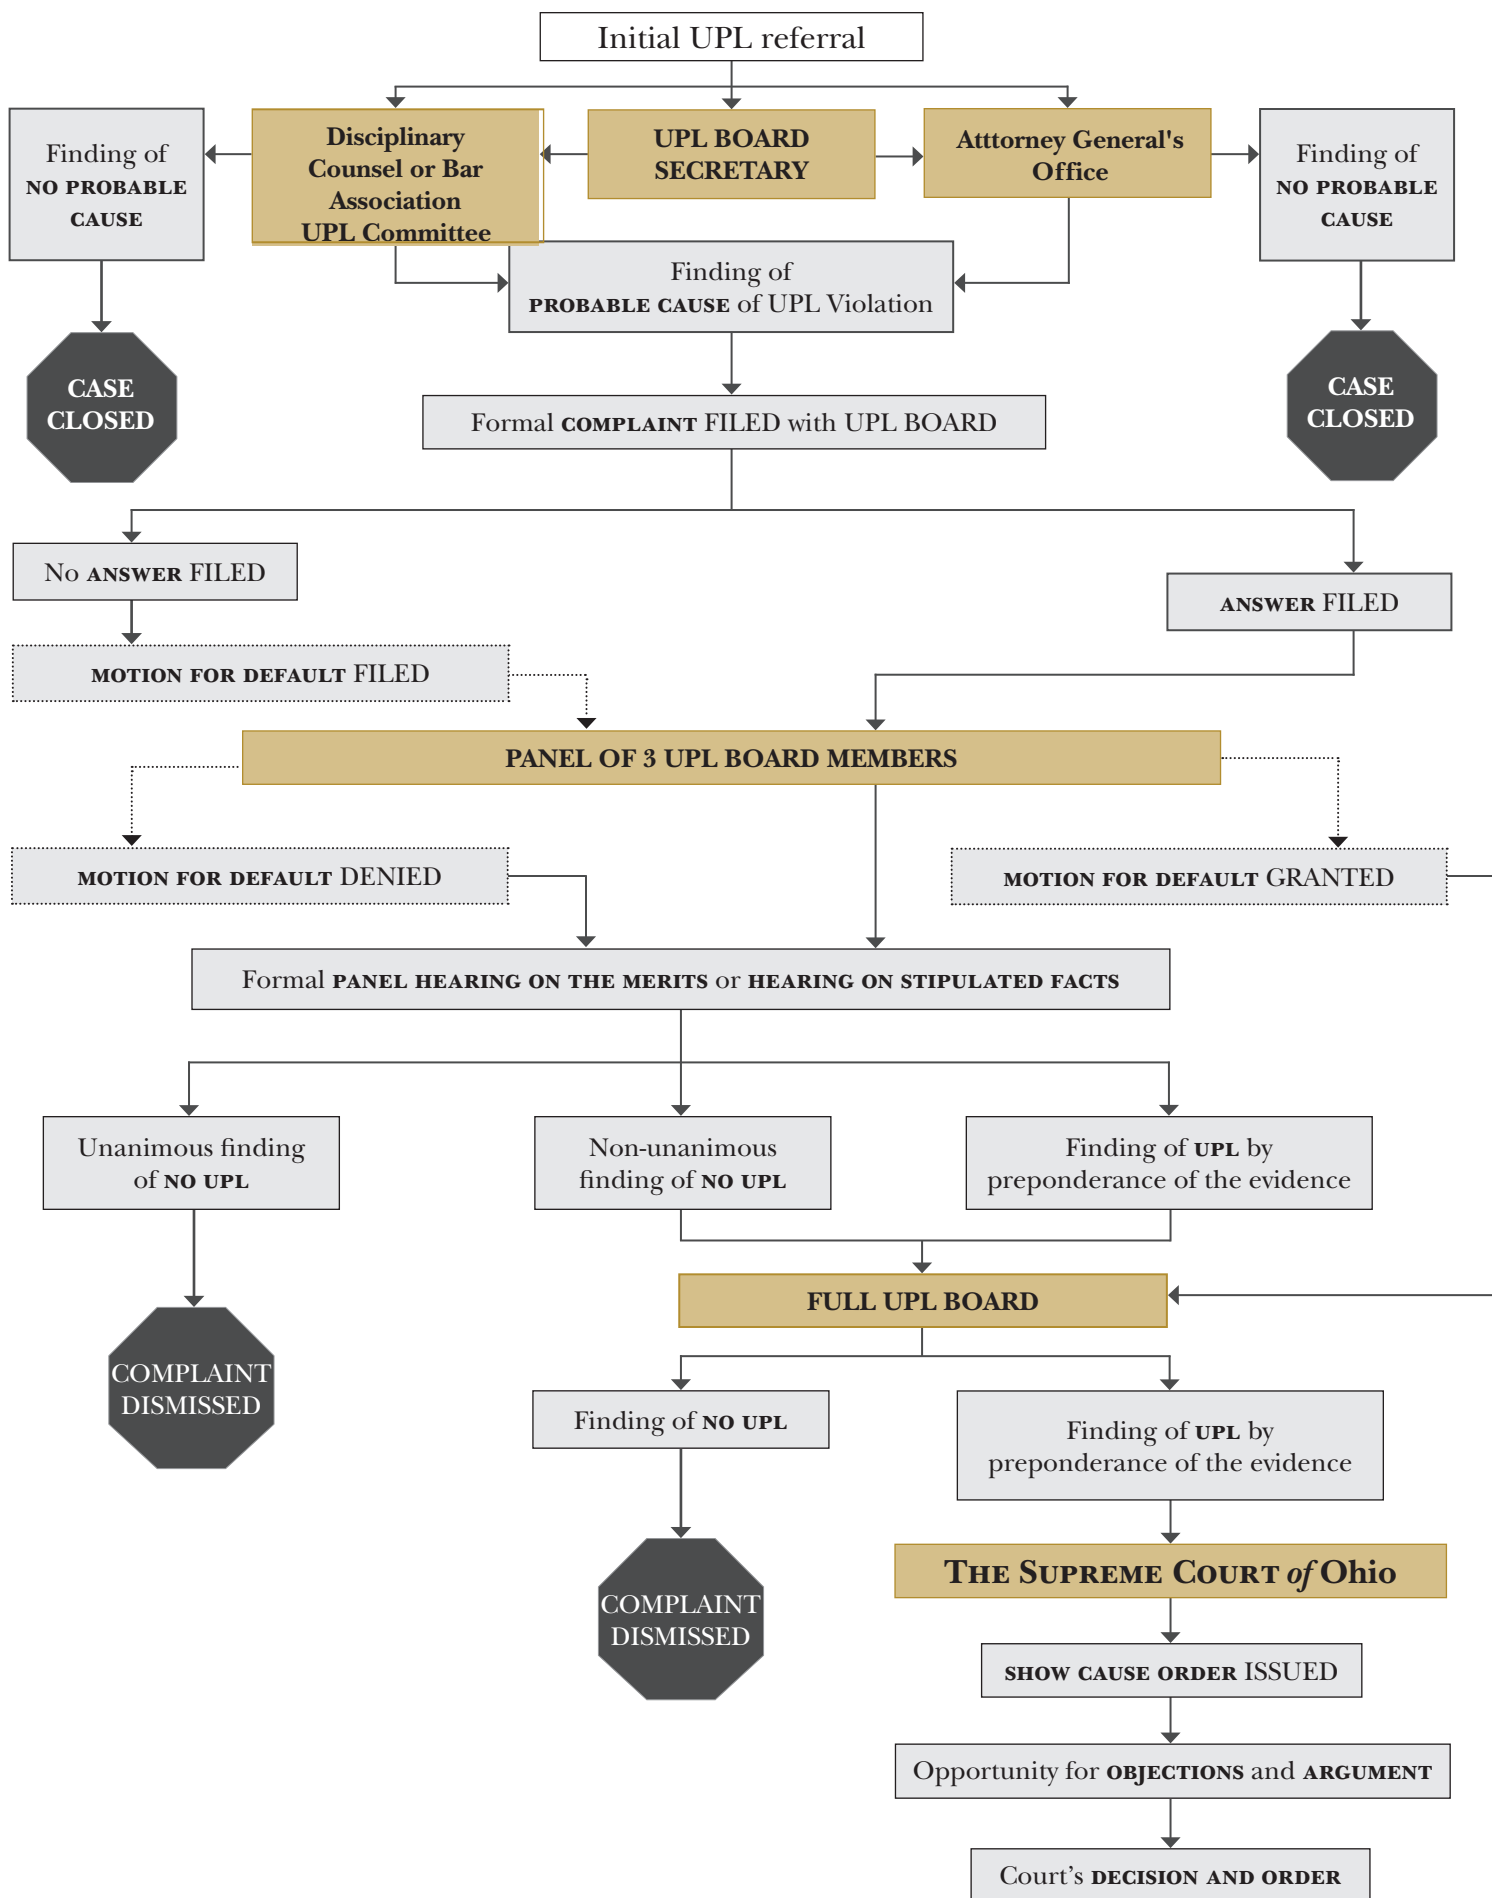 Initial UPL referral
Finding of
NO PROBABLE
CAUSE
Disciplinary
Counsel or Bar
Association
UPL Committee
UPL BOARD
SECRETARY
Atttorney General's
Office
Finding of
NO PROBABLE
CAUSE
Finding of
PROBABLE CAUSE of UPL Violation
CASE
CLOSED
CASE
CLOSED
Formal COMPLAINT FILED with UPL BOARD
No ANSWER FILED
ANSWER FILED
MOTION FOR DEFAULT FILED
PANEL OF 3 UPL BOARD MEMBERS
MOTION FOR DEFAULT DENIED
MOTION FOR DEFAULT GRANTED
Formal PANEL HEARING ON THE MERITS or HEARING ON STIPULATED FACTS
Unanimous finding
of NO UPL
Non-unanimous
finding of NO UPL
Finding of UPL by
preponderance of the evidence
FULL UPL BOARD
COMPLAINT
DISMISSED
Finding of NO UPL
Finding of UPL by
preponderance of the evidence
THE SUPREME COURT of Ohio
COMPLAINT
DISMISSED
SHOW CAUSE ORDER ISSUED
Opportunity for OBJECTIONS and ARGUMENT
Court's DECISION AND ORDER